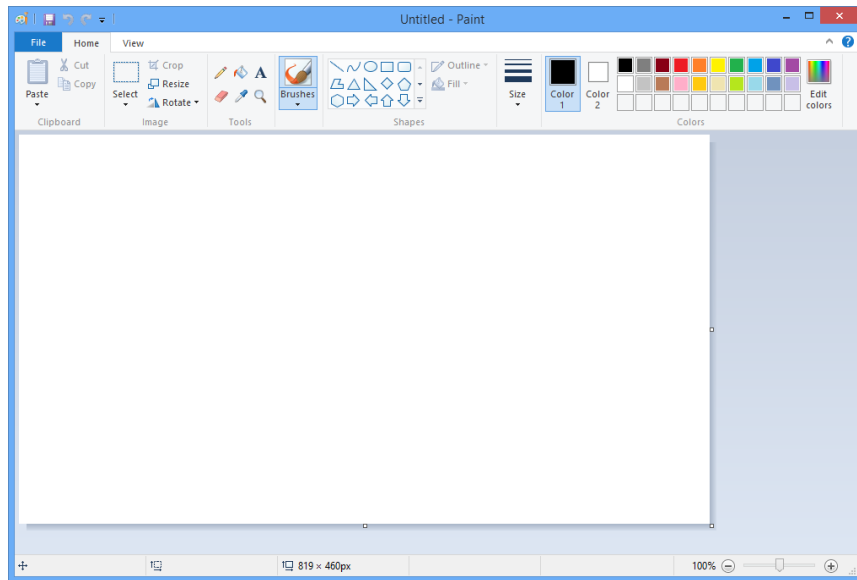 Untitled - Paint
File Home View
Paste
Cut
Copy
Clipboard
Select
Crop
Resize
Rotate
Image
A
Tools
Brushes
Outline
Fill
Shapes
Size
Color 1
Color 2
Edit colors
Colors
819 × 460px
100%